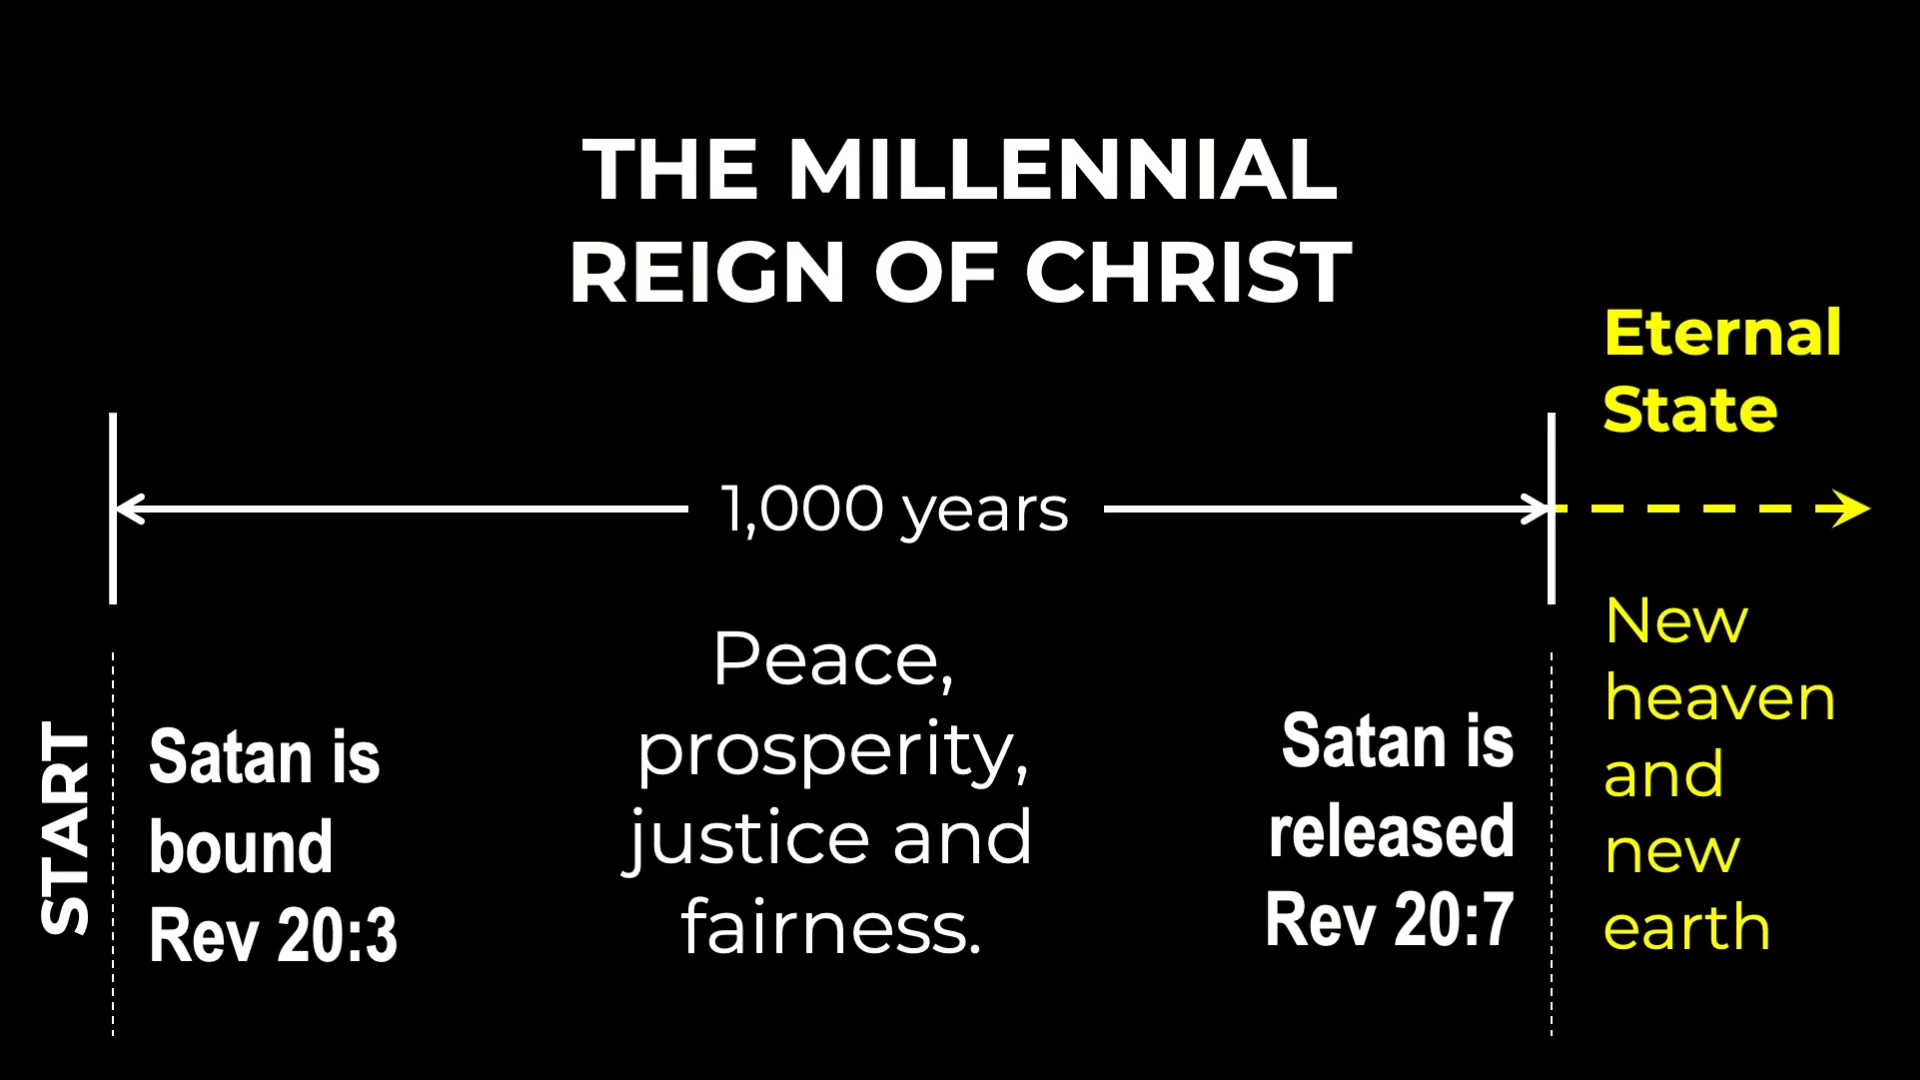 THE MILLENNIAL
REIGN OF CHRIST
Eternal
State
1,000 years
START
Satan is
bound
Rev 20:3
Peace,
prosperity,
justice and
fairness.
Satan is
released
Rev 20:7
New
heaven
and
new
earth